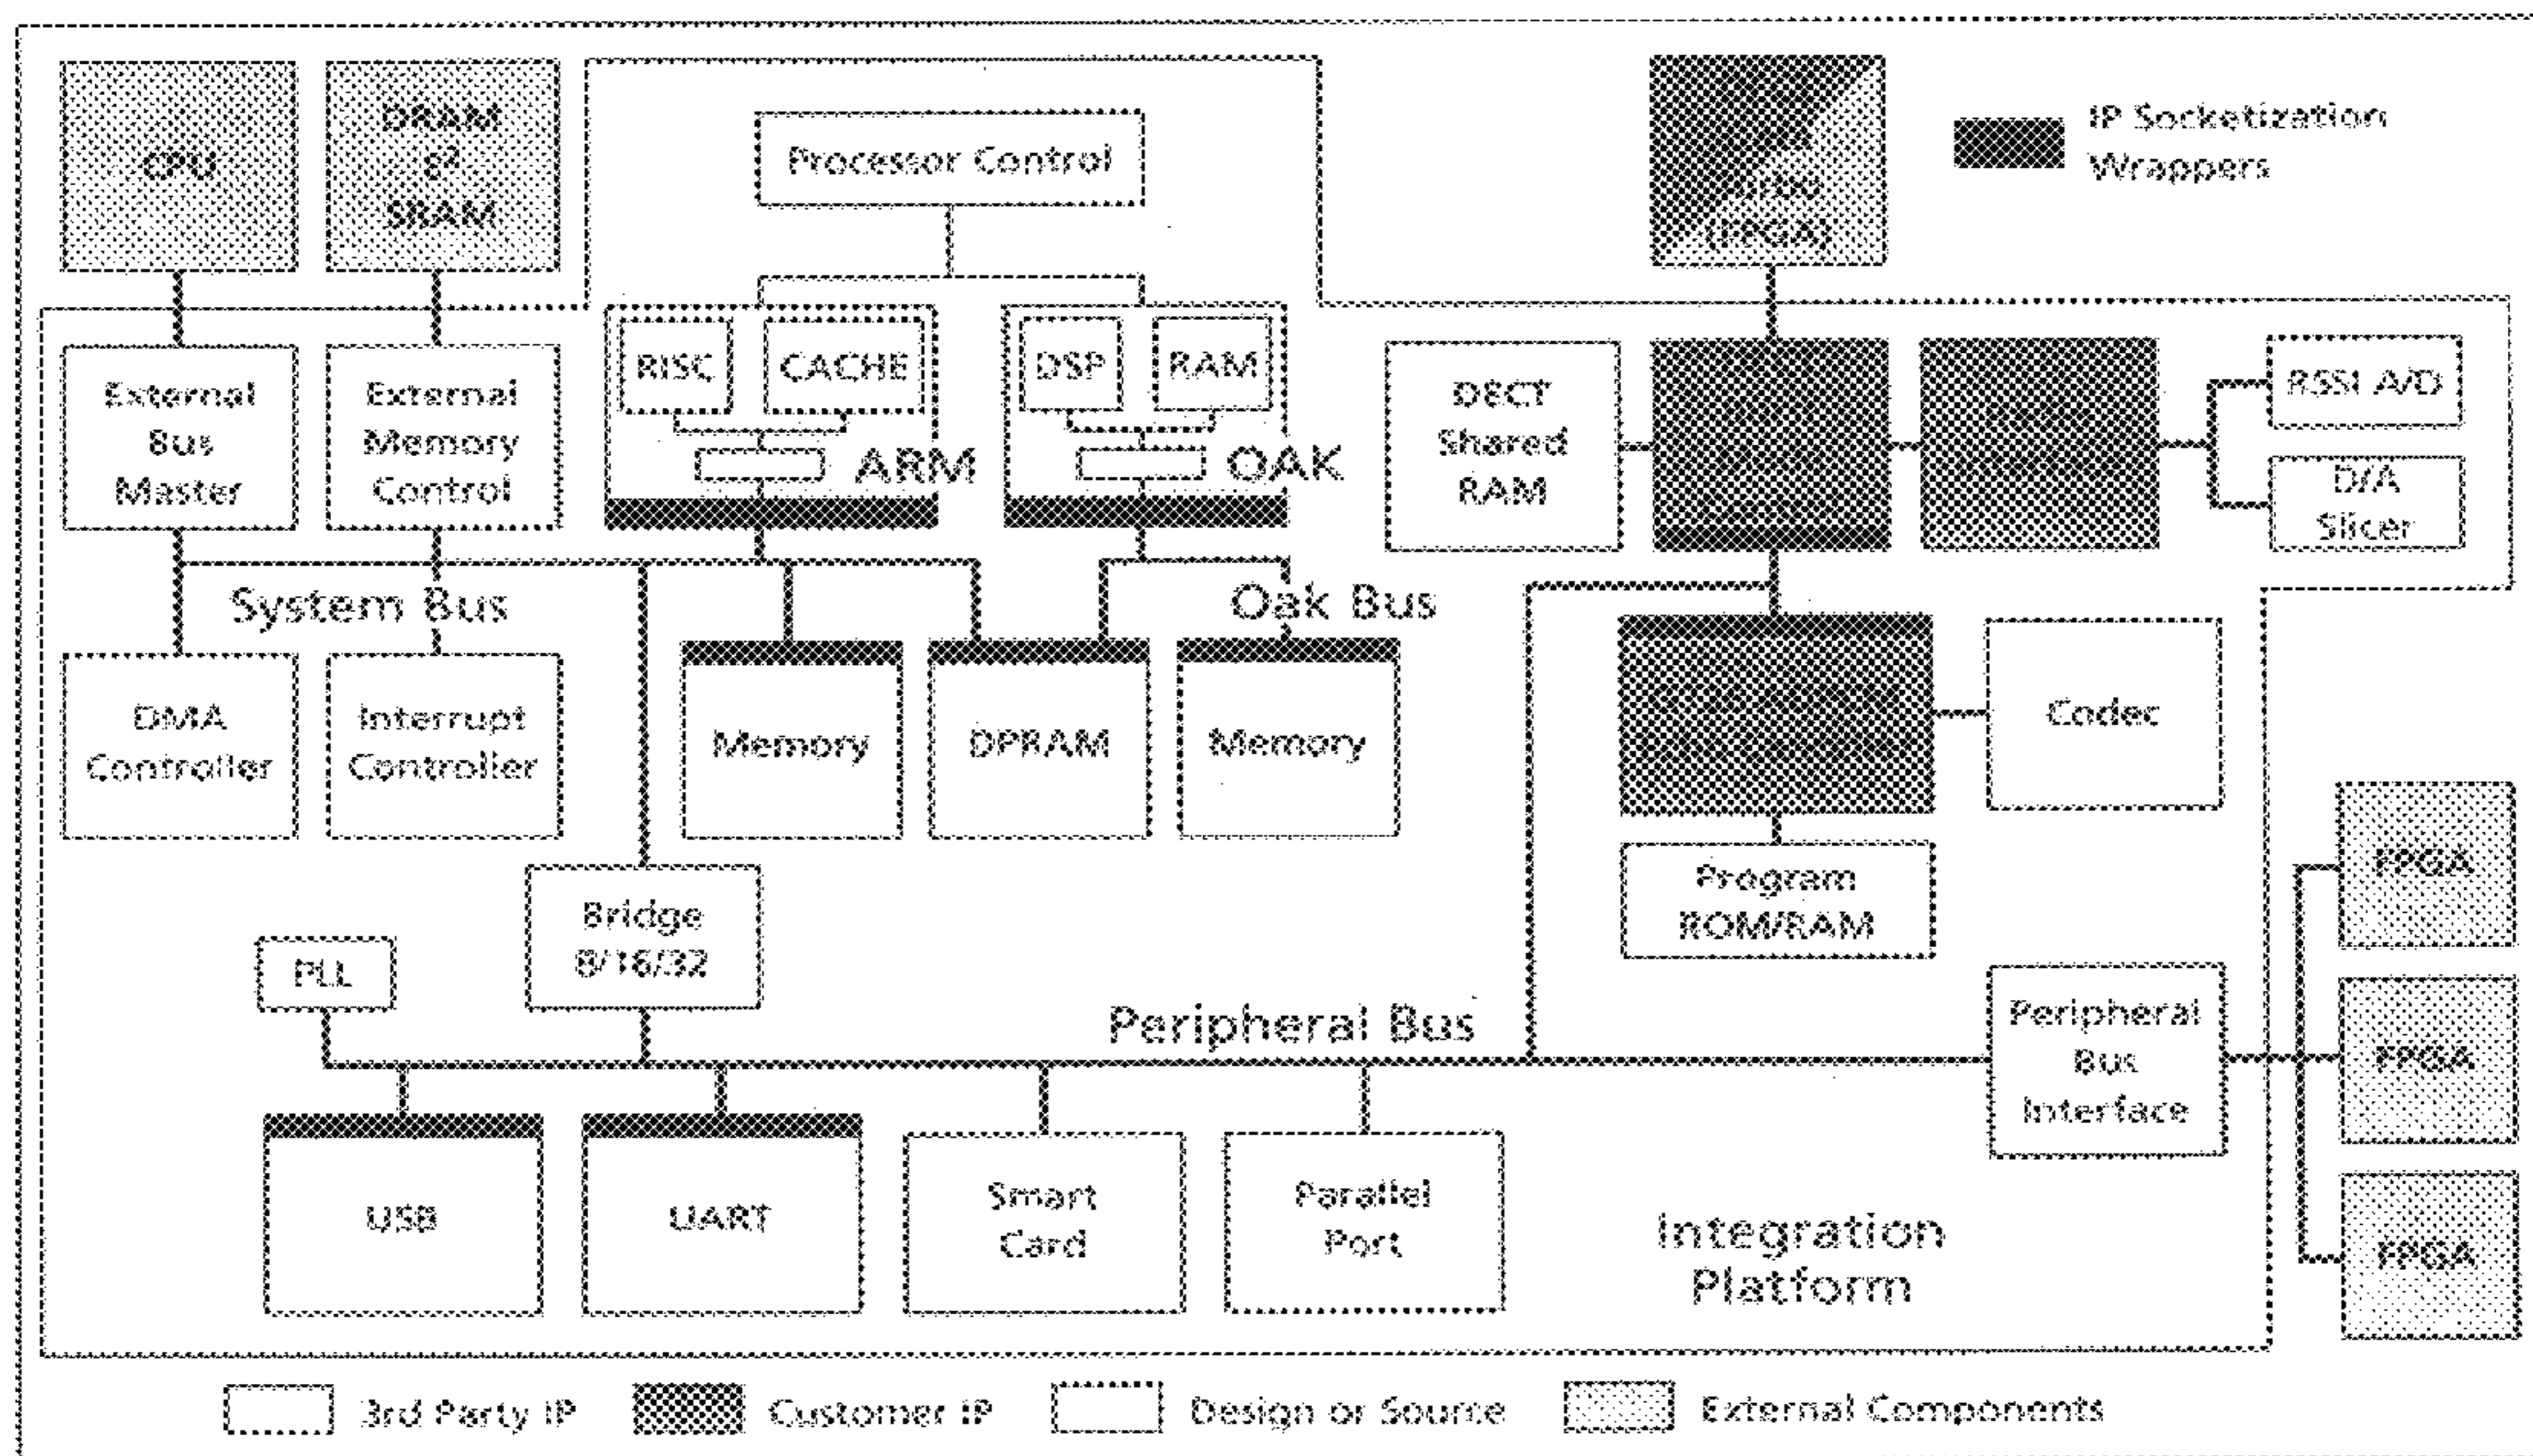 CPU
DRAM
E²
SRAM
Processor Control
(FPGA)
IP Socketization
Wrappers
External
Bus
Master
External
Memory
Control
RISC
CACHE
ARM
DSP
RAM
OAK
DECT
Shared
RAM
RSSI A/D
D/A
Slicer
System Bus
Oak Bus
DMA
Controller
Interrupt
Controller
Memory
DPRAM
Memory
Codec
Program
ROM/RAM
Bridge
8/16/32
PLL
Peripheral Bus
Peripheral
Bus
Interface
FPGA
FPGA
FPGA
USB
UART
Smart
Card
Parallel
Port
Integration
Platform
3rd Party IP
Customer IP
Design or Source
External Components